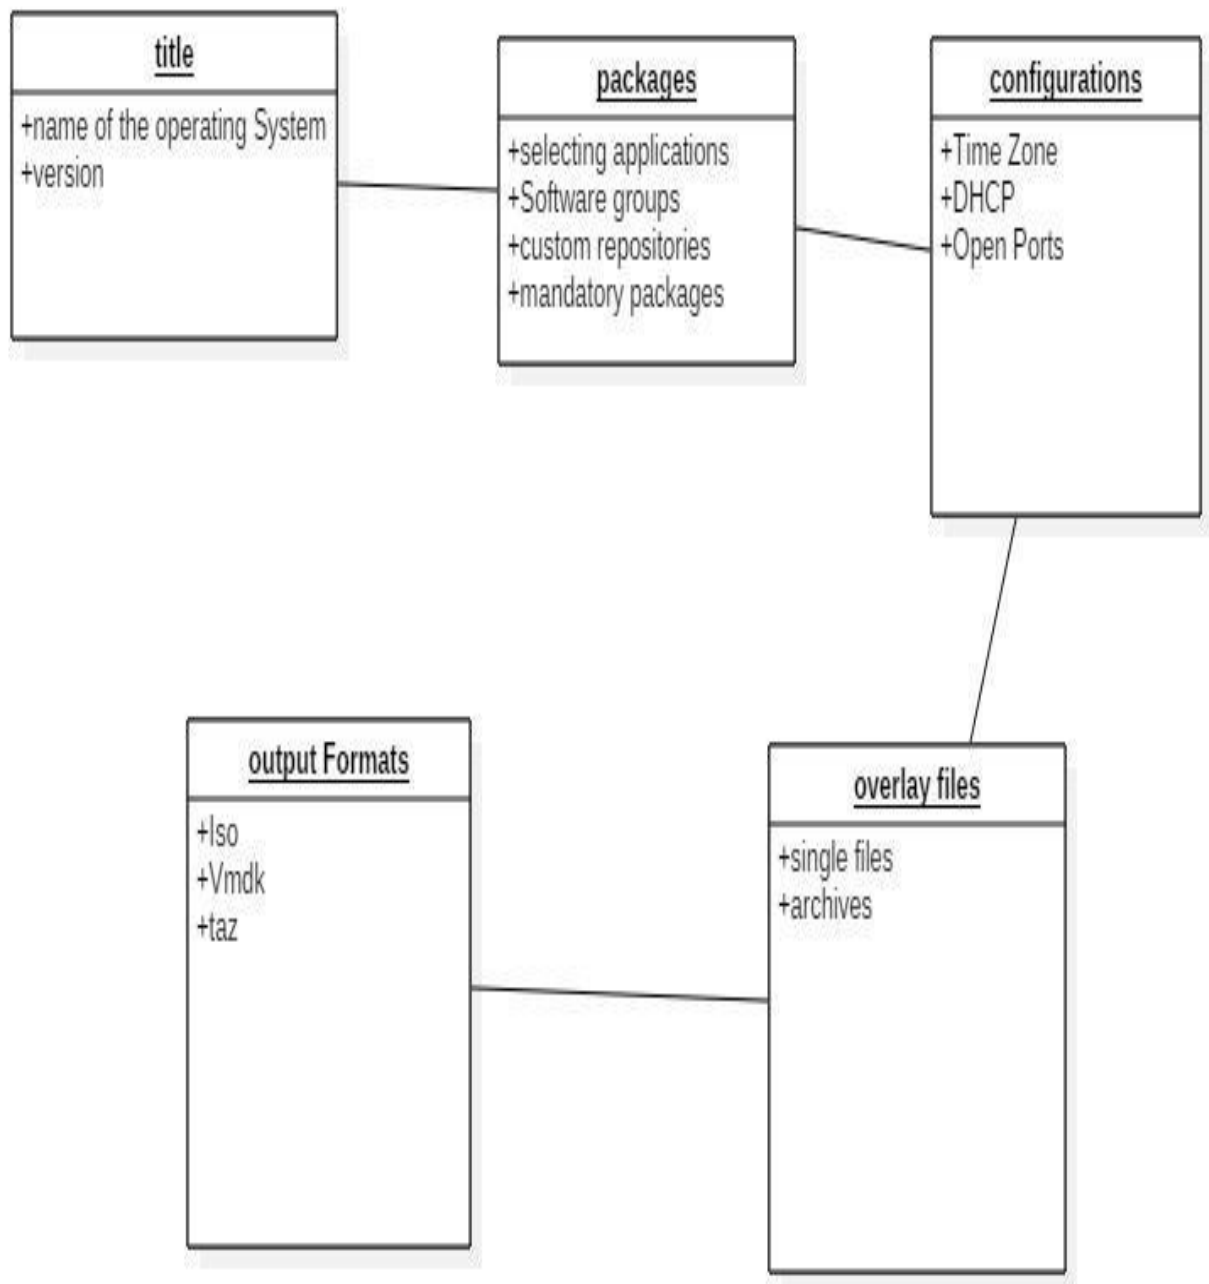 title
+name of the operating System
+version
packages
+selecting applications
+Software groups
+custom repositories
+mandatory packages
configurations
+Time Zone
+DHCP
+Open Ports
output Formats
+Iso
+Vmdk
+taz
overlay files
+single files
+archives